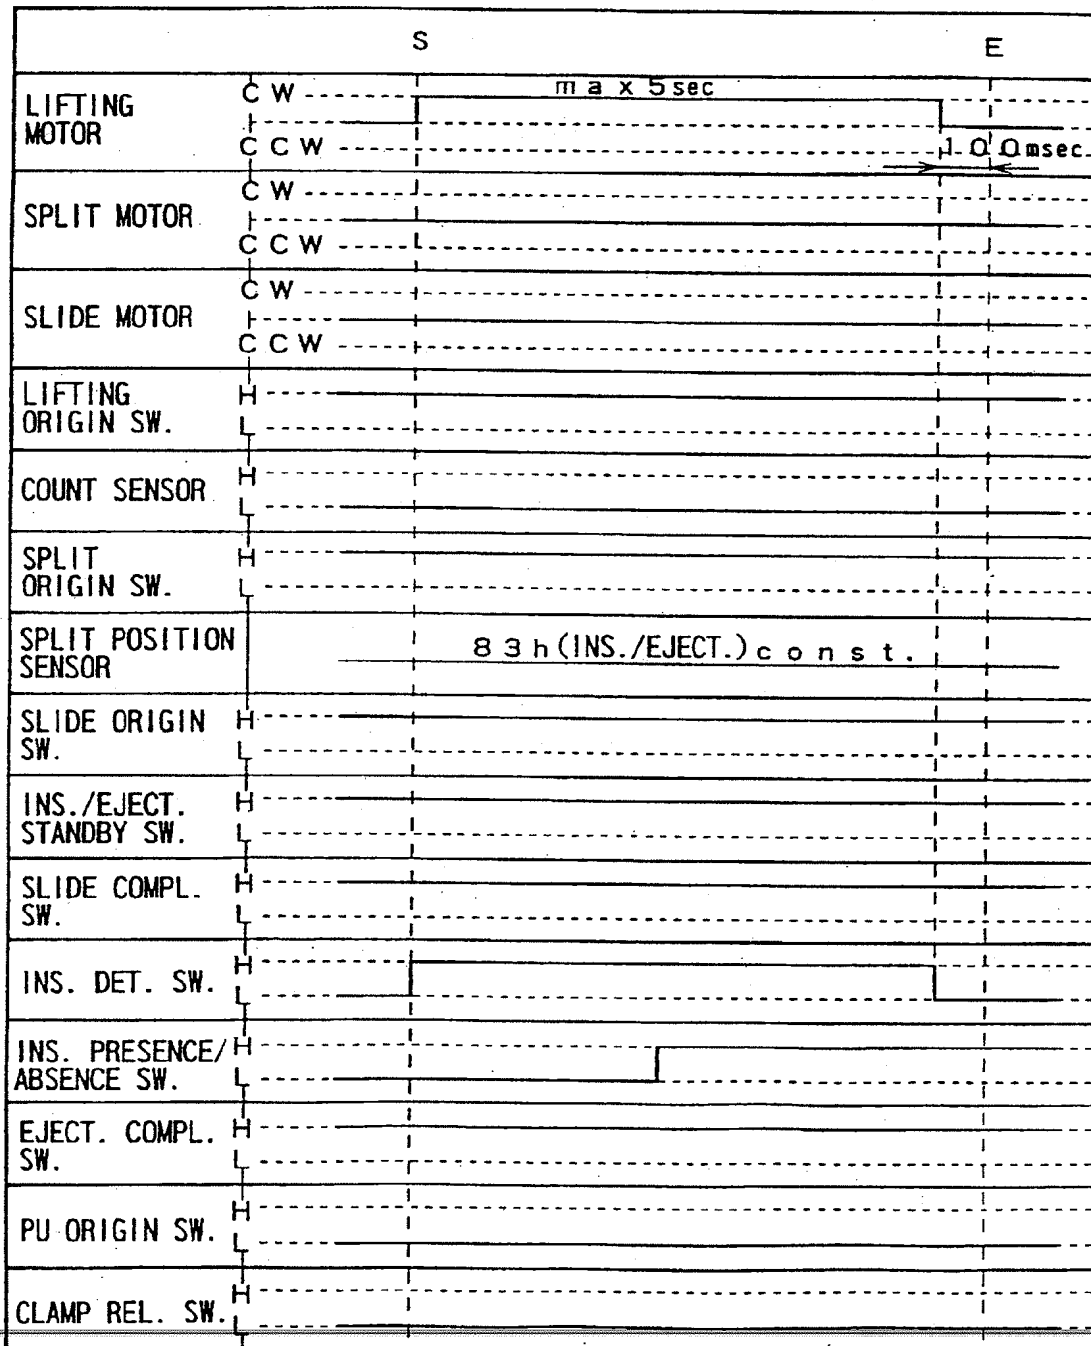 S E
LIFTING
MOTOR
CW
CCW
max 5sec
100msec
SPLIT MOTOR
CW
CCW
SLIDE MOTOR
CW
CCW
LIFTING
ORIGIN SW.
H
L
COUNT SENSOR
H
L
SPLIT
ORIGIN SW.
H
L
SPLIT POSITION
SENSOR
83h(INS./EJECT.)const.
SLIDE ORIGIN
SW.
H
L
INS./EJECT.
STANDBY SW.
H
L
SLIDE COMPL.
SW.
H
L
INS. DET. SW.
H
L
INS. PRESENCE/
ABSENCE SW.
H
L
EJECT. COMPL.
SW.
H
L
PU ORIGIN SW.
H
L
CLAMP REL. SW.
H
L